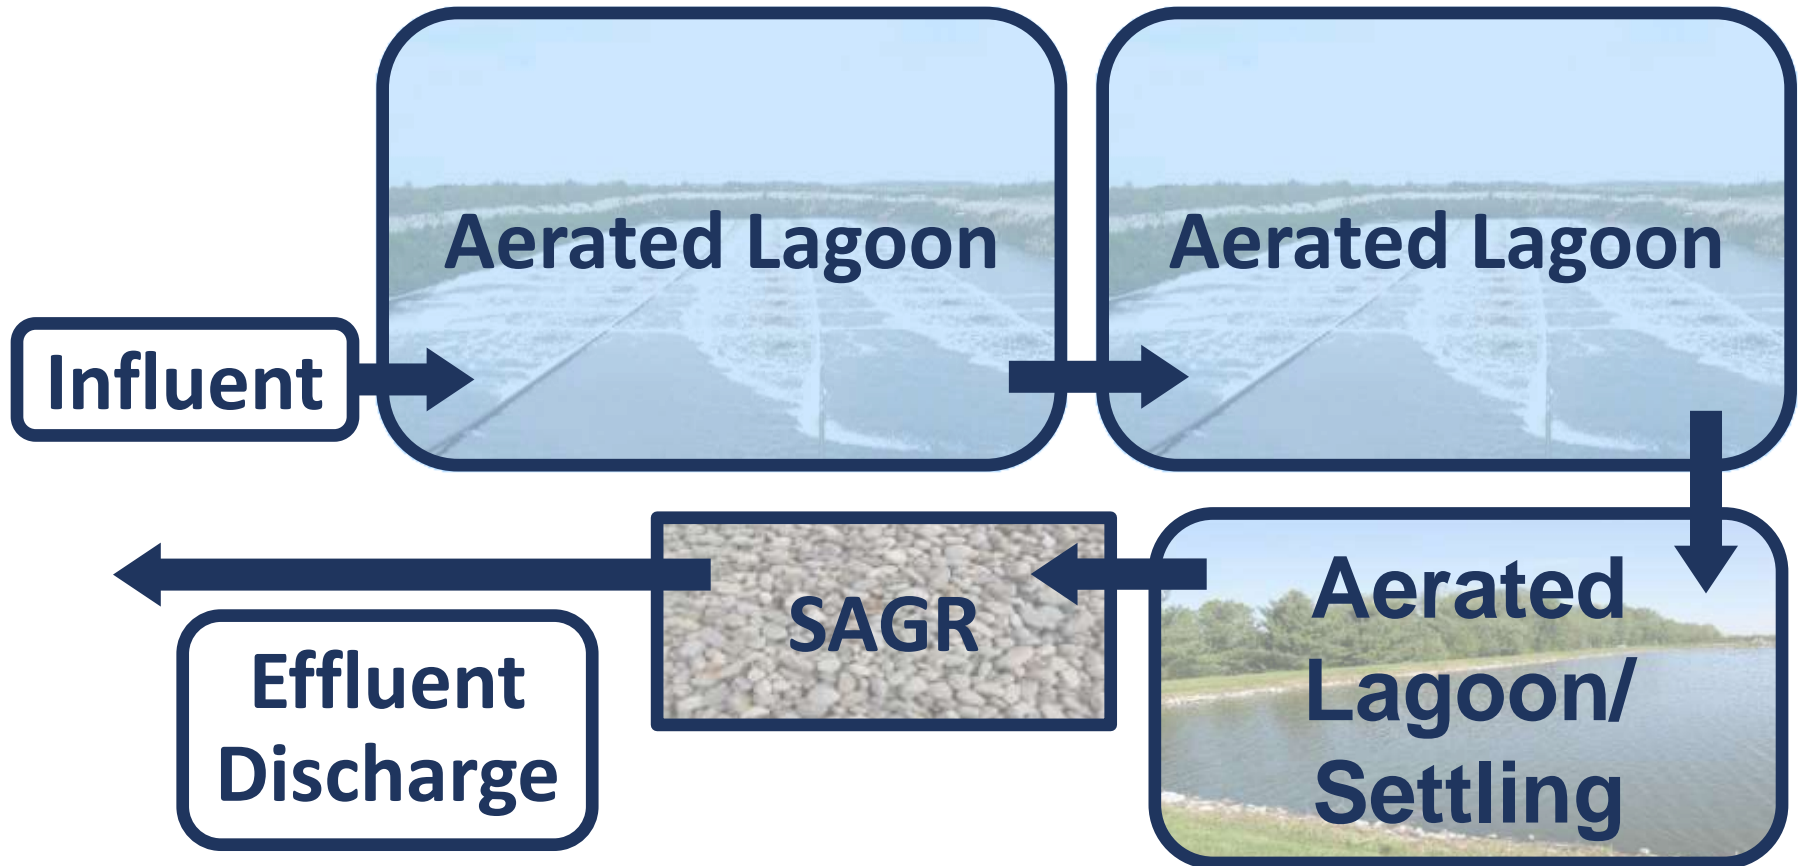 Aerated Lagoon
Aerated Lagoon
Influent
Aerated
Lagoon/
Settling
SAGR
Effluent
Discharge